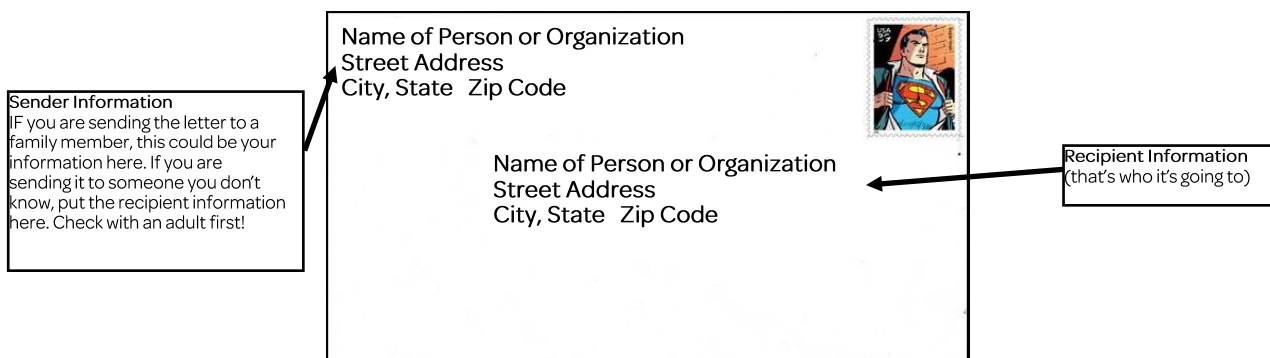 Name of Person or Organization
Street Address
City, State Zip Code
USA
Sender Information
IF you are sending the letter to a
family member, this could be your
information here. If you are
sending it to someone you don't
know, put the recipient information
here. Check with an adult first!
Name of Person or Organization
Street Address
City, State Zip Code
Recipient Information
(that's who it's going to)